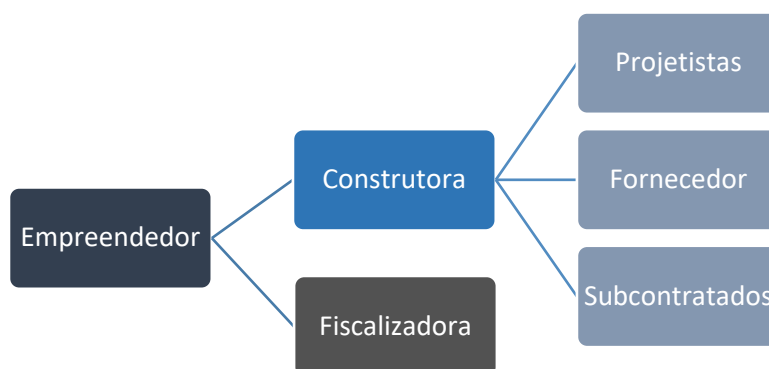 Empreendedor
Construtora
Fiscalizadora
Projetistas
Fornecedor
Subcontratados